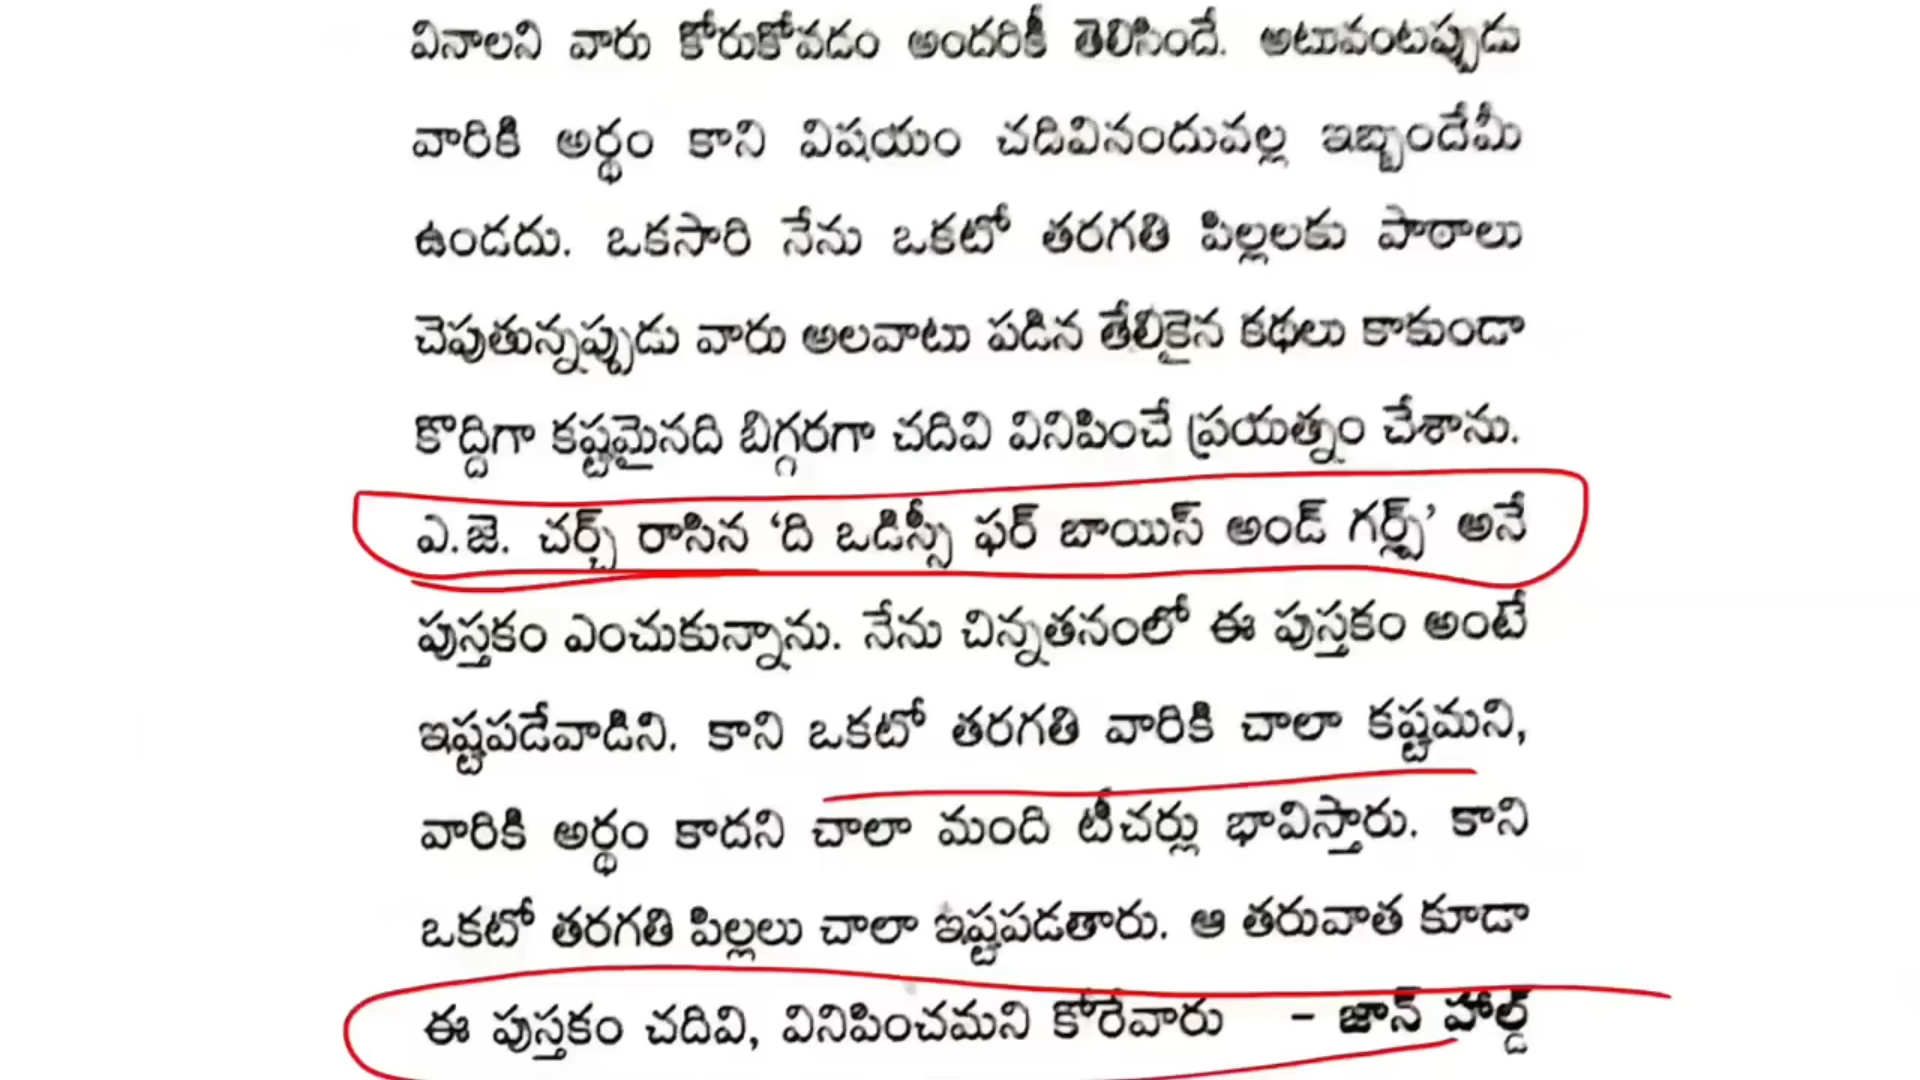 వినాలని వారు కోరుకోవడం అందరికీ తెలిసిందే. అటువంటప్పుడు
వారికి అర్థం కాని విషయం చదివినందువల్ల ఇబ్బందేమీ
ఉండదు. ఒకసారి నేను ఒకటో తరగతి పిల్లలకు పాఠాలు
చెపుతున్నప్పుడు వారు అలవాటు పడిన తేలికైన కథలు కాకుండా
కొద్దిగా కష్టమైనది బిగ్గరగా చదివి వినిపించే ప్రయత్నం చేశాను.
ఎ.జె. చర్చ్ రాసిన ‘ది ఒడిస్సీ ఫర్ బాయిస్ అండ్ గర్ల్స్’ అనే
పుస్తకం ఎంచుకున్నాను. నేను చిన్నతనంలో ఈ పుస్తకం అంటే
ఇష్టపడేవాడిని. కాని ఒకటో తరగతి వారికి చాలా కష్టమని,
వారికి అర్థం కాదని చాలా మంది టీచర్లు భావిస్తారు. కాని
ఒకటో తరగతి పిల్లలు చాలా ఇష్టపడతారు. ఆ తరువాత కూడా
ఈ పుస్తకం చదివి, వినిపించమని కోరేవారు - జాన్ హాల్డ్